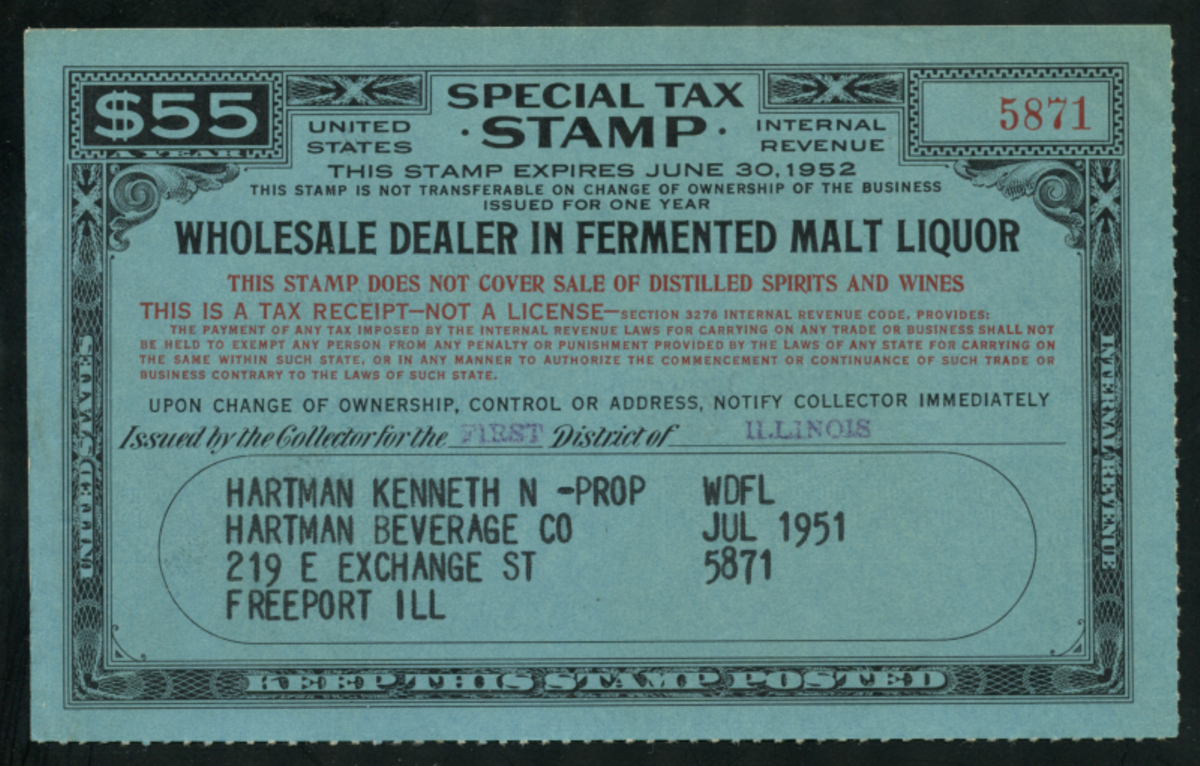 $55
A YEAR
SPECIAL TAX
· STAMP ·
UNITED STATES
INTERNAL REVENUE
5871
THIS STAMP EXPIRES JUNE 30, 1952
THIS STAMP IS NOT TRANSFERABLE ON CHANGE OF OWNERSHIP OF THE BUSINESS
ISSUED FOR ONE YEAR
WHOLESALE DEALER IN FERMENTED MALT LIQUOR
THIS STAMP DOES NOT COVER SALE OF DISTILLED SPIRITS AND WINES
THIS IS A TAX RECEIPT—NOT A LICENSE—SECTION 3276 INTERNAL REVENUE CODE, PROVIDES:
THE PAYMENT OF ANY TAX IMPOSED BY THE INTERNAL REVENUE LAWS FOR CARRYING ON ANY TRADE OR BUSINESS SHALL NOT
BE HELD TO EXEMPT ANY PERSON FROM ANY PENALTY OR PUNISHMENT PROVIDED BY THE LAWS OF ANY STATE FOR CARRYING ON
THE SAME WITHIN SUCH STATE, OR IN ANY MANNER TO AUTHORIZE THE COMMENCEMENT OR CONTINUANCE OF SUCH TRADE OR
BUSINESS CONTRARY TO THE LAWS OF SUCH STATE.
UPON CHANGE OF OWNERSHIP, CONTROL OR ADDRESS, NOTIFY COLLECTOR IMMEDIATELY
Issued by the Collector for the FIRST District of ILLINOIS
HARTMAN KENNETH N -PROP WDFL
HARTMAN BEVERAGE CO JUL 1951
219 E EXCHANGE ST 5871
FREEPORT ILL
UNITED STATES
INTERNAL REVENUE
KEEP THIS STAMP POSTED